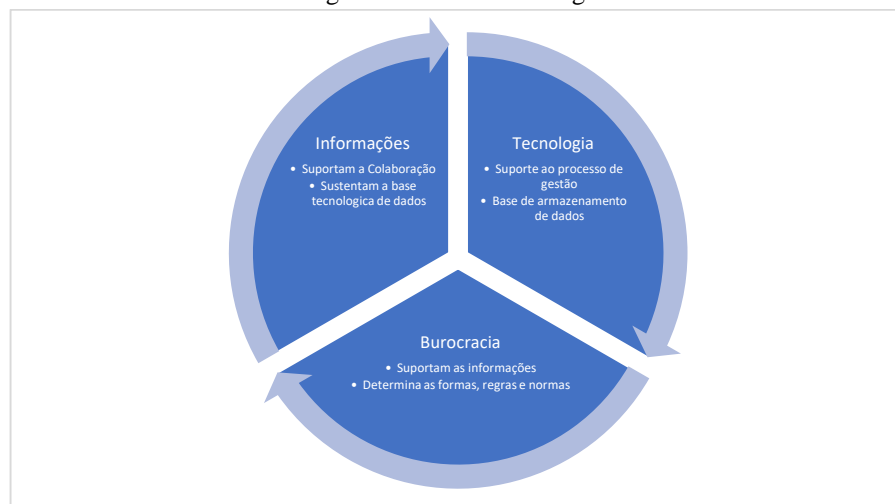 Informações
• Suportam a Colaboração
• Sustentam a base
tecnologica de dados
Tecnologia
• Suporte ao processo de
gestão
• Base de armazenamento
de dados
Burocracia
• Suportam as informações
• Determina as formas, regras e normas